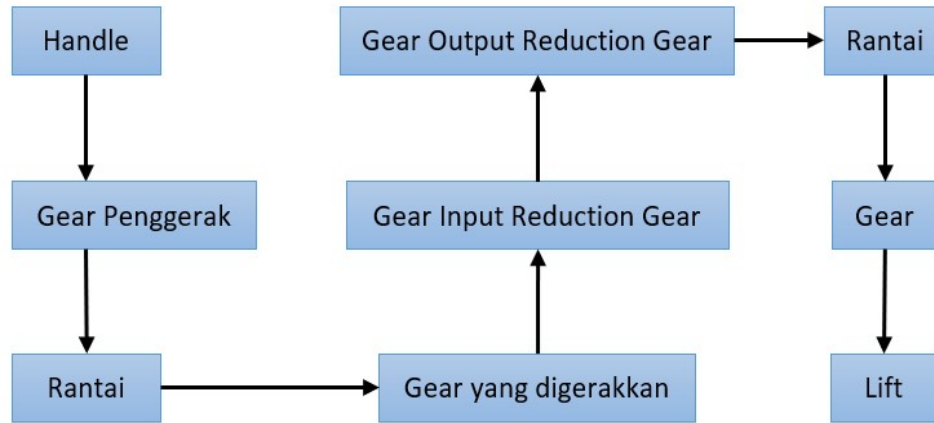 Handle
Gear Penggerak
Rantai
Gear yang digerakkan
Gear Input Reduction Gear
Gear Output Reduction Gear
Rantai
Gear
Lift